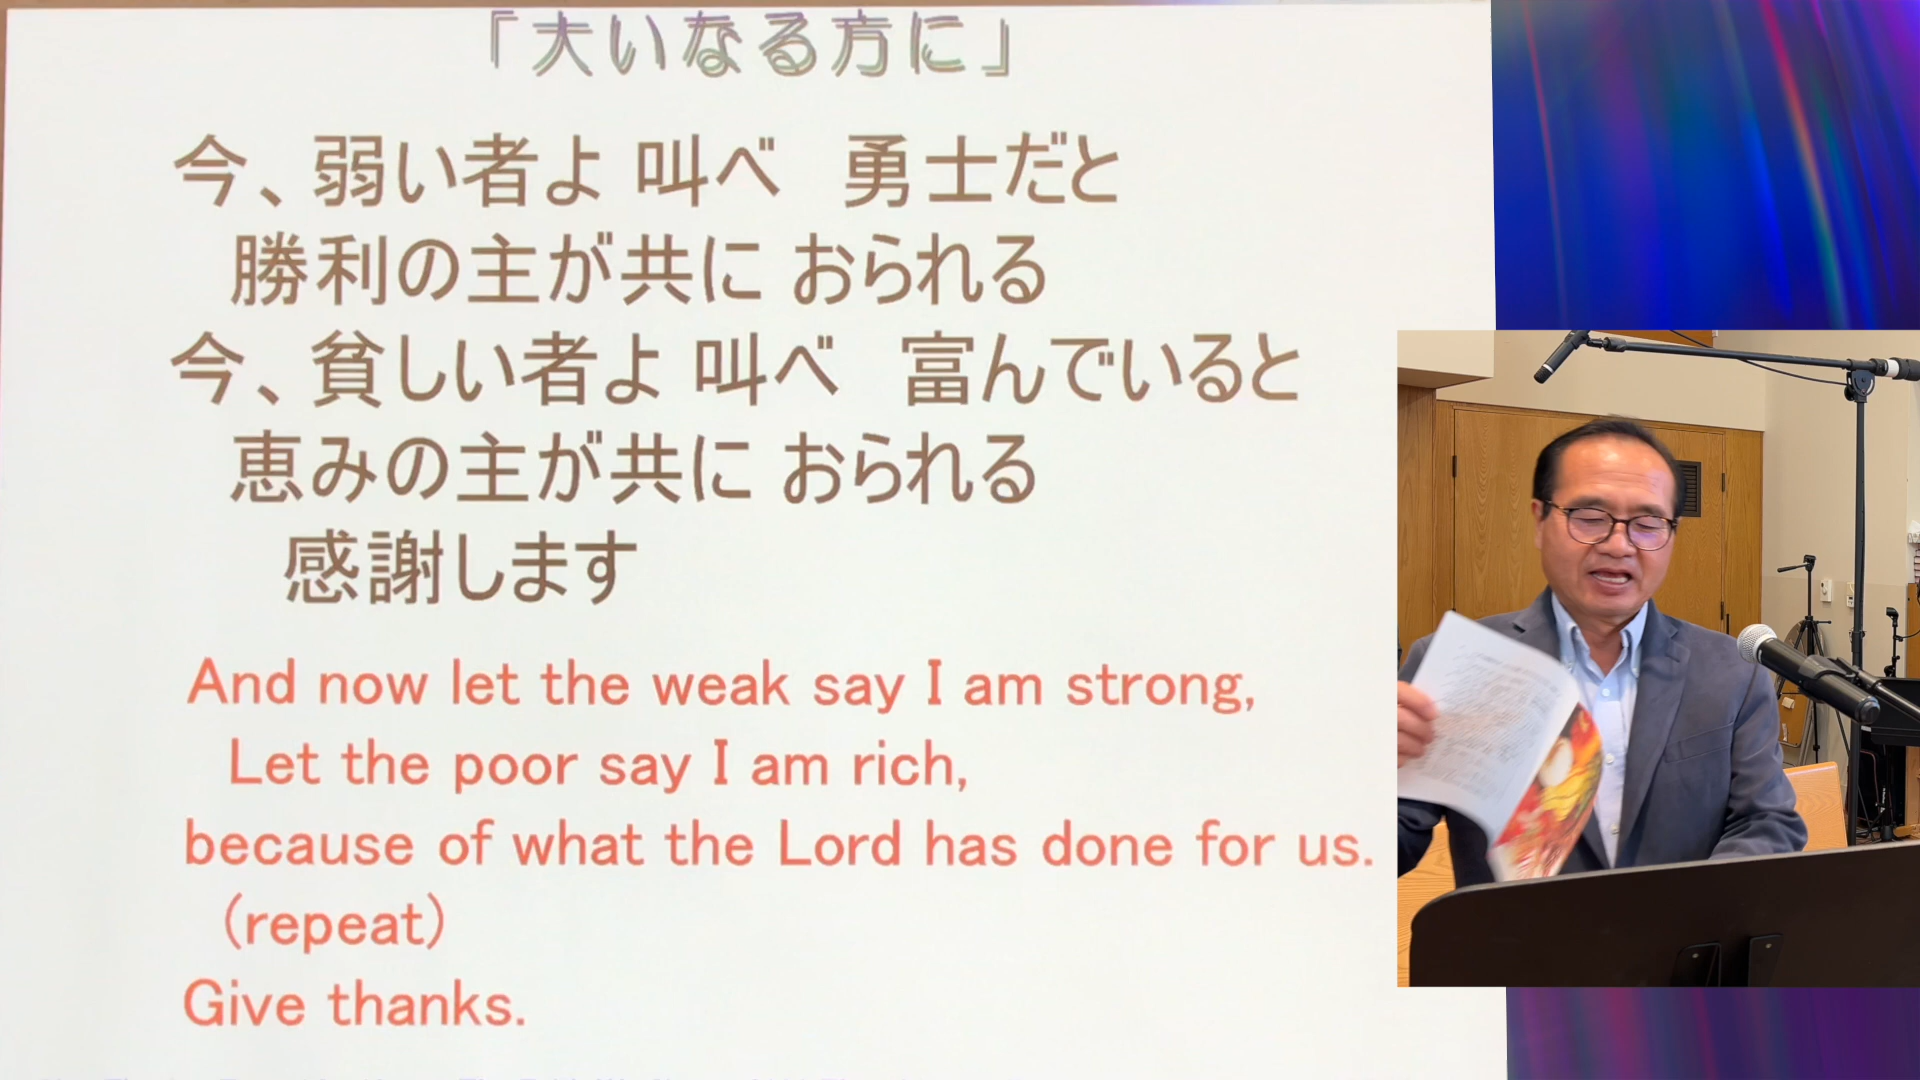 「大いなる方に」
今、弱い者よ 叫べ 勇士だと
勝利の主が共に おられる
今、貧しい者よ 叫べ 富んでいると
恵みの主が共に おられる
感謝します
And now let the weak say I am strong,
Let the poor say I am rich,
because of what the Lord has done for us.
(repeat)
Give thanks.